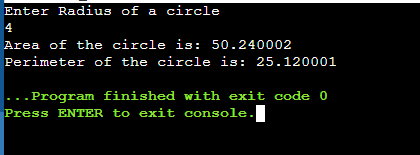 Enter Radius of a circle
4
Area of the circle is: 50.240002
Perimeter of the circle is: 25.120001
...Program finished with exit code 0
Press ENTER to exit console.